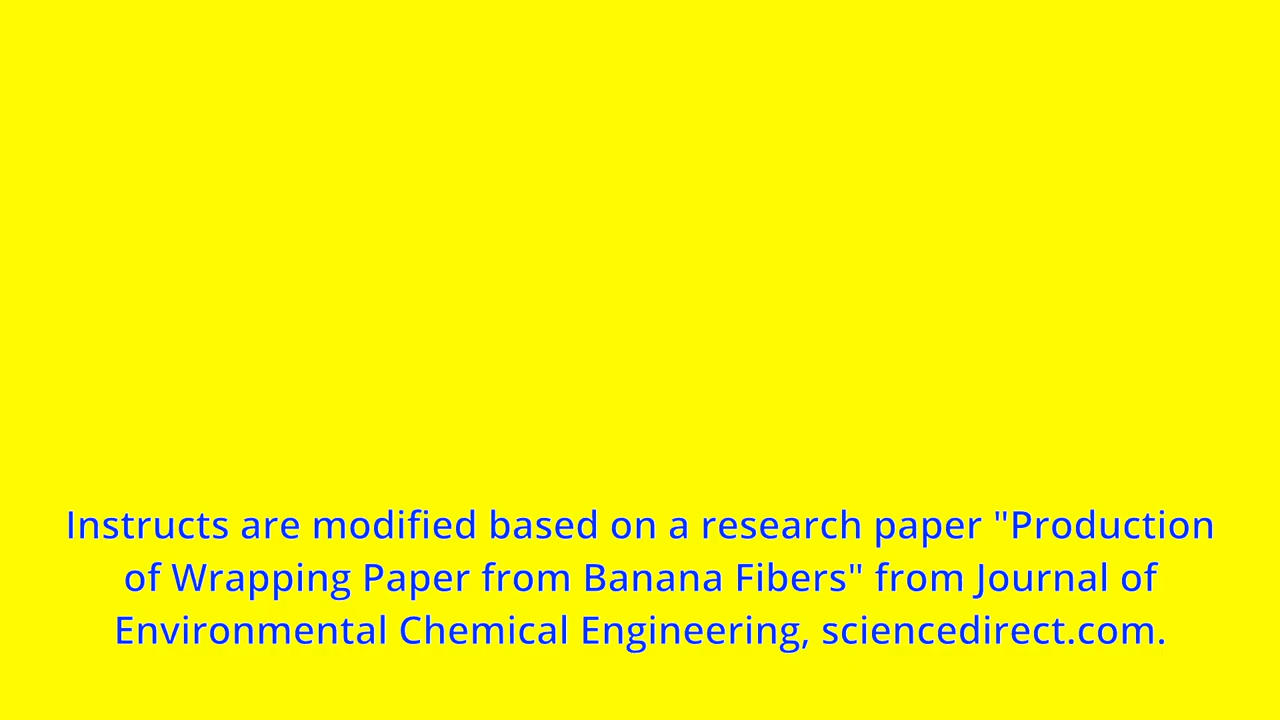 Instructs are modified based on a research paper "Production
of Wrapping Paper from Banana Fibers" from Journal of
Environmental Chemical Engineering, sciencedirect.com.